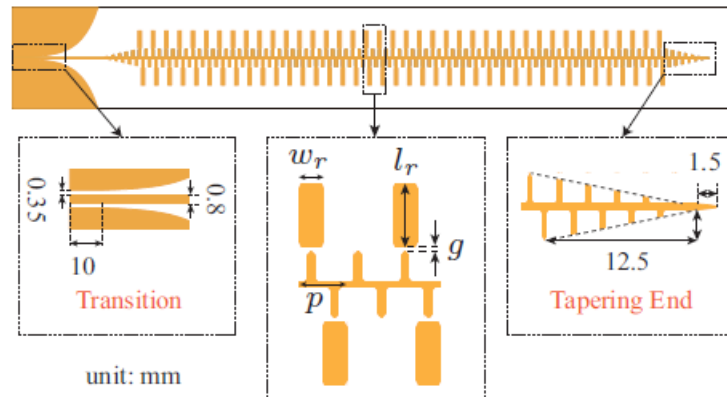 0.35
0.8
10
Transition
unit: mm
w_r
l_r
g
p
1.5
12.5
Tapering End